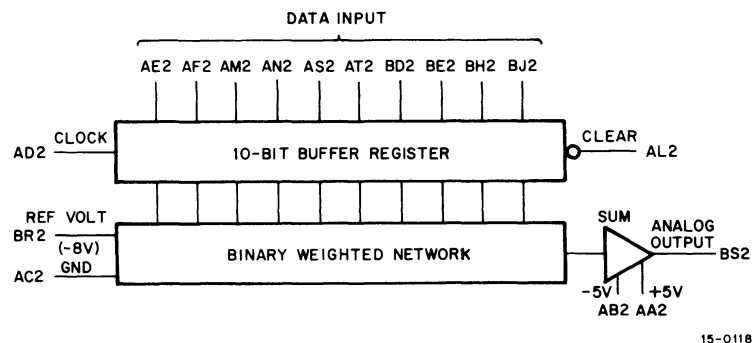 DATA INPUT
AE2 AF2 AM2 AN2 AS2 AT2 BD2 BE2 BH2 BJ2
CLOCK
AD2
10-BIT BUFFER REGISTER
CLEAR
AL2
REF VOLT
BR2
(-8V)
GND
AC2
BINARY WEIGHTED NETWORK
SUM
ANALOG
OUTPUT
BS2
-5V +5V
AB2 AA2
15-0118